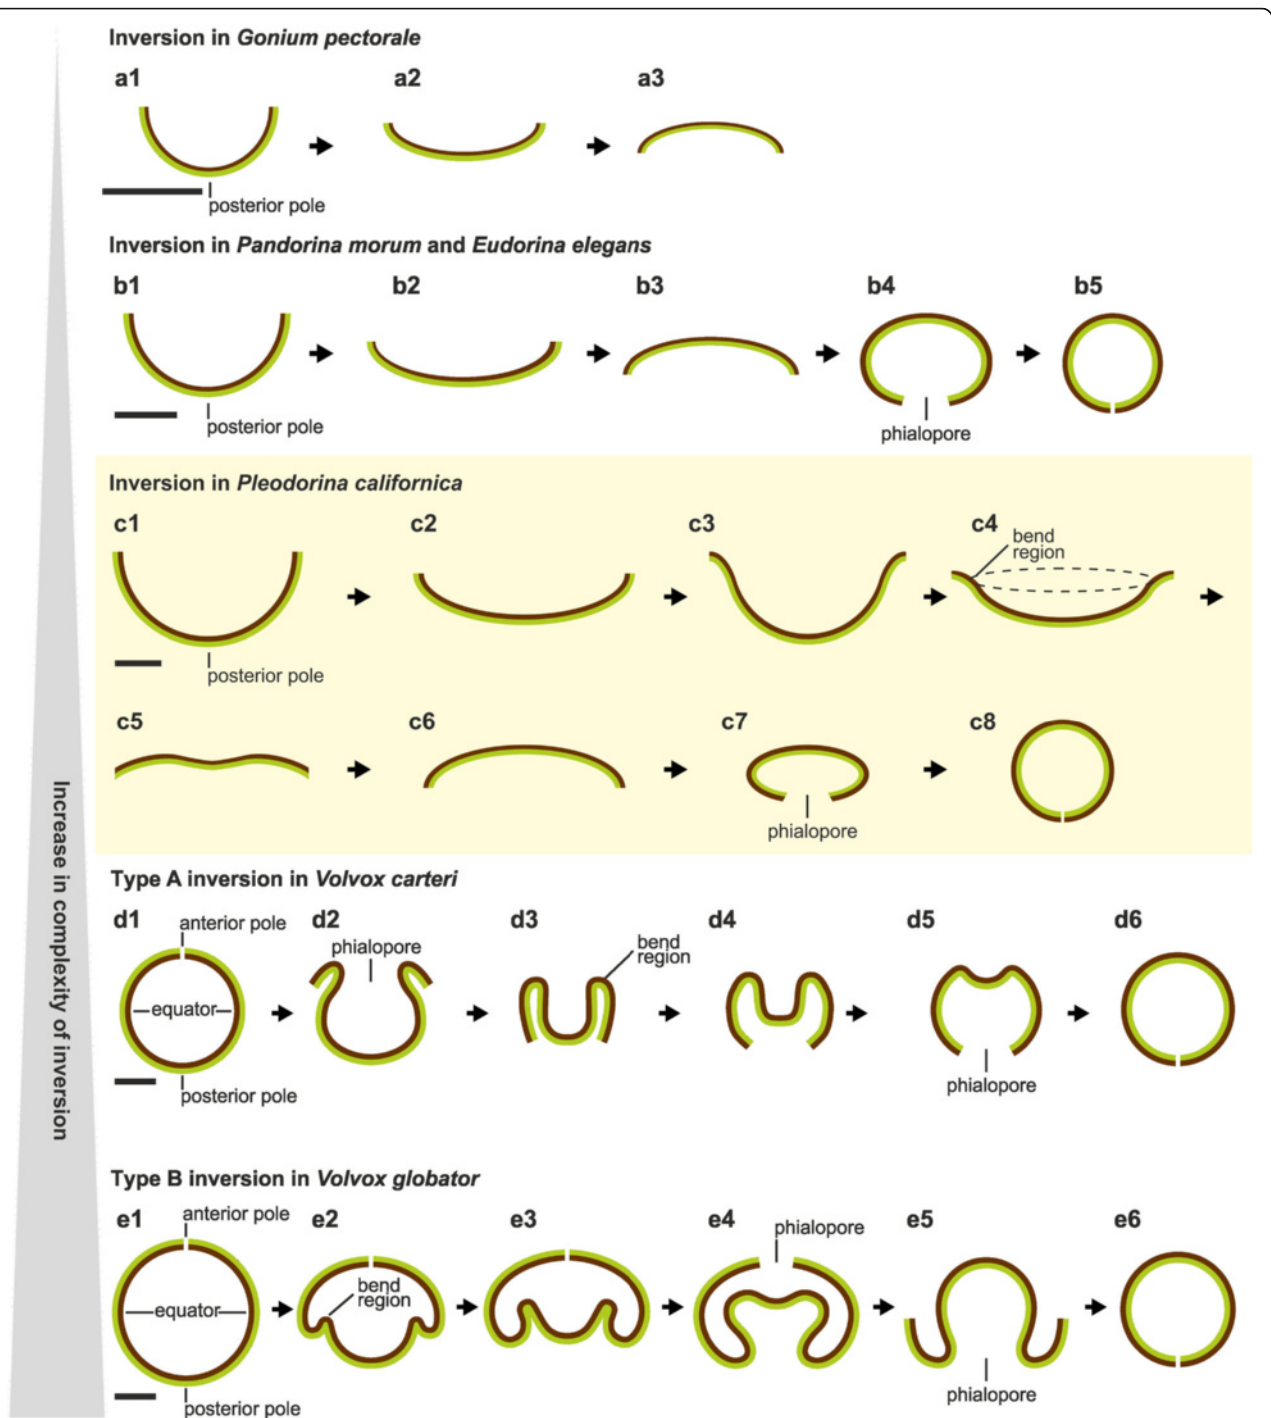 Inversion in Gonium pectorale
a1
a2
a3
posterior pole
Inversion in Pandorina morum and Eudorina elegans
b1
b2
b3
b4
b5
posterior pole
phialopore
Inversion in Pleodorina californica
c1
c2
c3
c4
bend
region
posterior pole
c5
c6
c7
c8
phialopore
Type A inversion in Volvox carteri
d1
anterior pole
d2
phialopore
d3
bend
region
d4
d5
d6
equator
posterior pole
phialopore
Type B inversion in Volvox globator
e1
anterior pole
e2
e3
e4
phialopore
e5
e6
bend
region
equator
posterior pole
phialopore
Increase in complexity of inversion